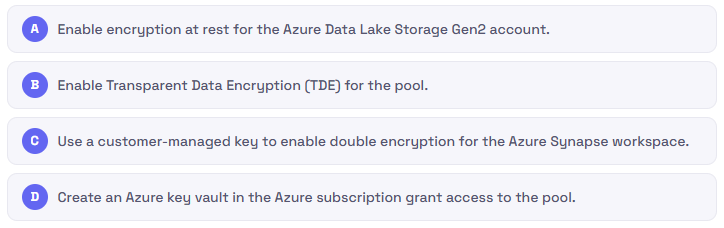 A Enable encryption at rest for the Azure Data Lake Storage Gen2 account.
B Enable Transparent Data Encryption (TDE) for the pool.
C Use a customer-managed key to enable double encryption for the Azure Synapse workspace.
D Create an Azure key vault in the Azure subscription grant access to the pool.